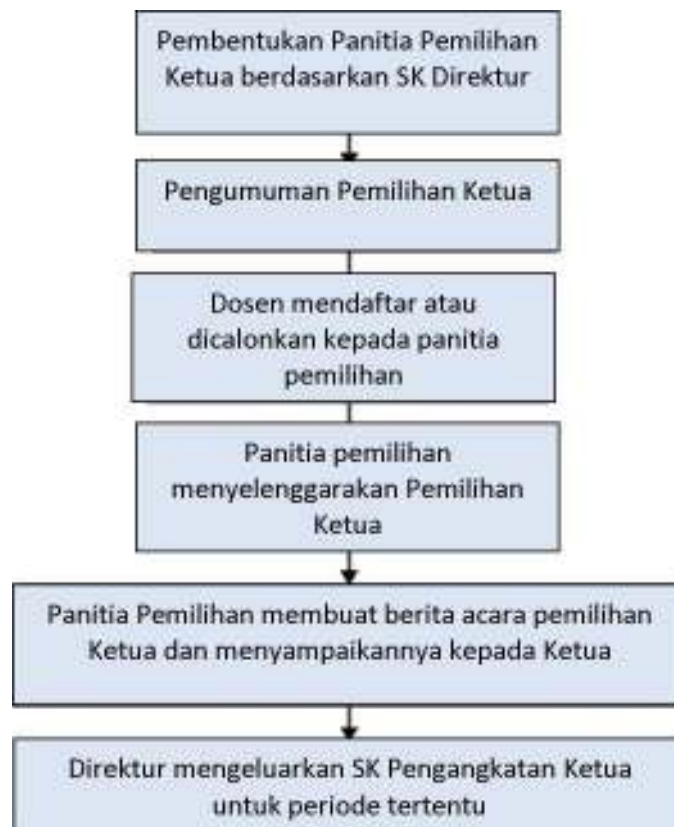 Pembentukan Panitia Pemilihan
Ketua berdasarkan SK Direktur
Pengumuman Pemilihan Ketua
Dosen mendaftar atau
dicalonkan kepada panitia
pemilihan
Panitia pemilihan
menyelenggarakan Pemilihan
Ketua
Panitia Pemilihan membuat berita acara pemilihan
Ketua dan menyampaikannya kepada Ketua
Direktur mengeluarkan SK Pengangkatan Ketua
untuk periode tertentu